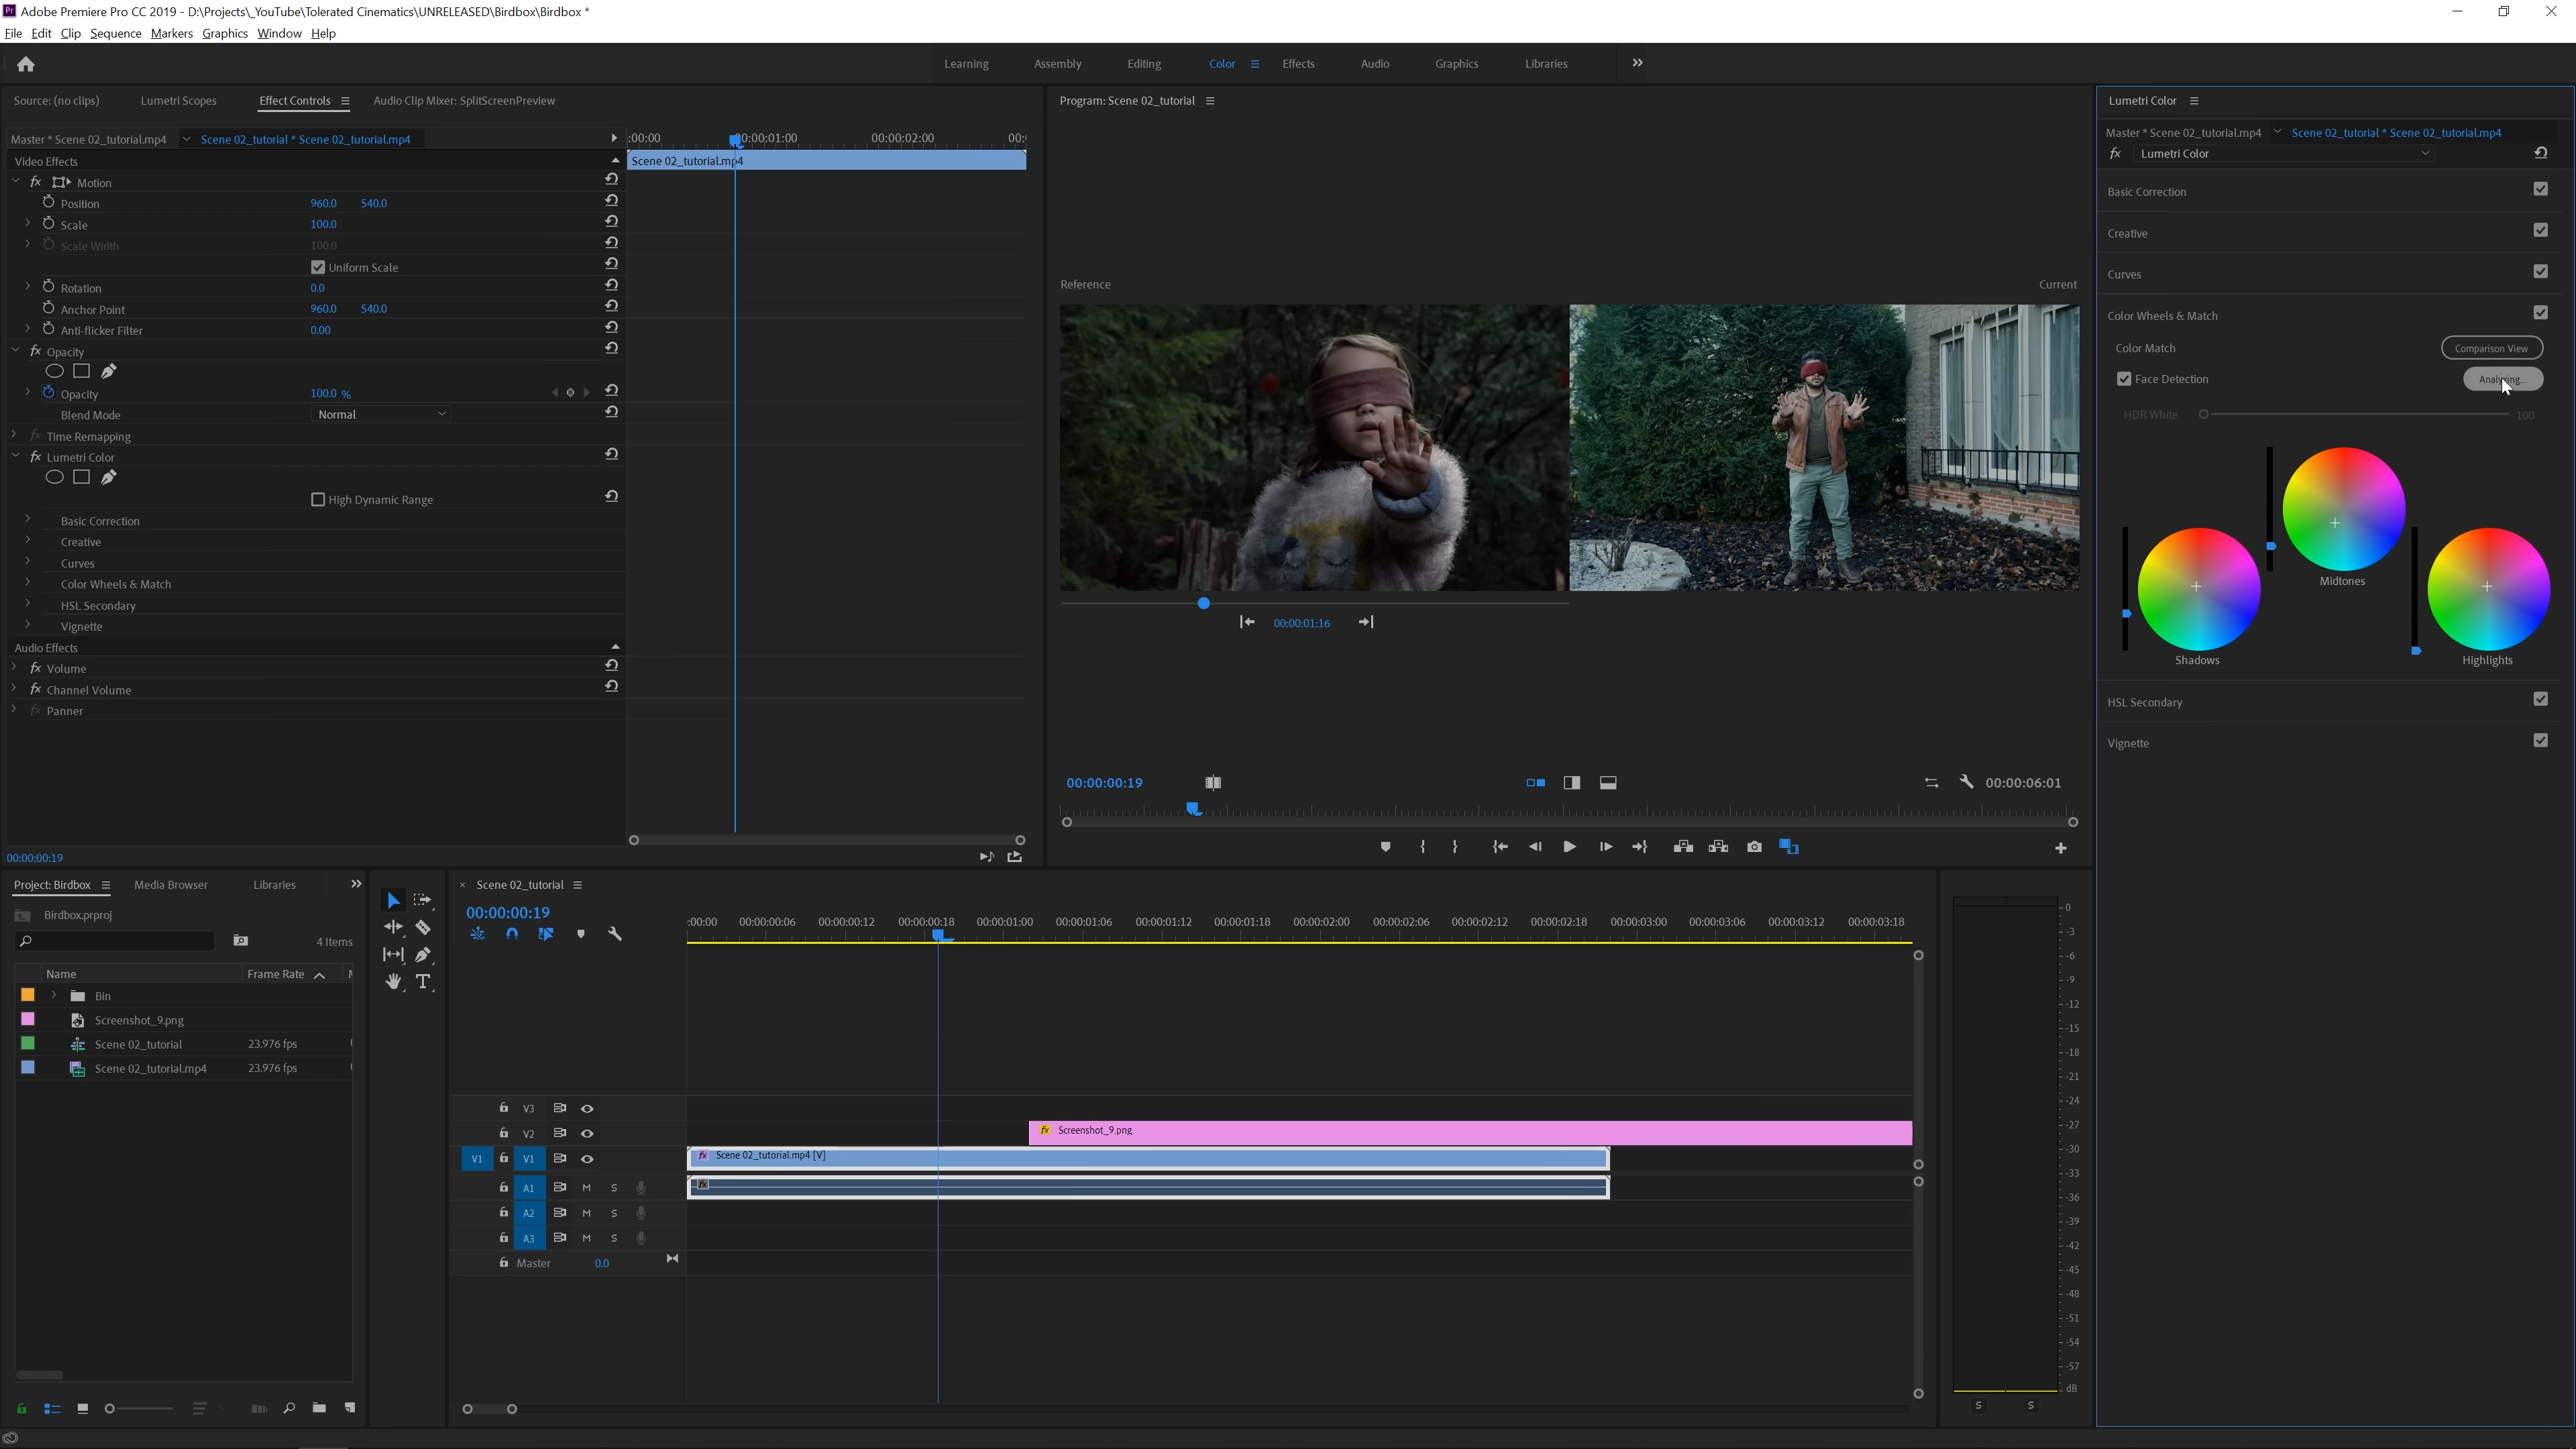 Pr Adobe Premiere Pro CC 2019 - D:\Projects\_YouTube\Tolerated Cinematics\UNRELEASED\Birdbox\Birdbox *
File Edit Clip Sequence Markers Graphics Window Help
Learning Assembly Editing Color Effects Audio Graphics Libraries
Source: (no clips) Lumetri Scopes Effect Controls Audio Clip Mixer: SplitScreenPreview
Master * Scene 02_tutorial.mp4 Scene 02_tutorial * Scene 02_tutorial.mp4
:00:00 00:00:01:00 00:00:02:00 00:
Video Effects
Scene 02_tutorial.mp4
fx Motion
Position 960.0 540.0
Scale 100.0
Scale Width 100.0
Uniform Scale
Rotation 0.0
Anchor Point 960.0 540.0
Anti-flicker Filter 0.00
fx Opacity
Opacity 100.0 %
Blend Mode Normal
fx Time Remapping
fx Lumetri Color
High Dynamic Range
Basic Correction
Creative
Curves
Color Wheels & Match
HSL Secondary
Vignette
Audio Effects
fx Volume
fx Channel Volume
fx Panner
00:00:00:19
Program: Scene 02_tutorial
Reference Current
00:00:01:16
00:00:00:19 00:00:06:01
Lumetri Color
Master * Scene 02_tutorial.mp4 Scene 02_tutorial * Scene 02_tutorial.mp4
fx Lumetri Color
Basic Correction
Creative
Curves
Color Wheels & Match
Color Match Comparison View
Face Detection
HDR White 100
Midtones
Shadows Highlights
HSL Secondary
Vignette
Project: Birdbox Media Browser Libraries
Birdbox.prproj
4 Items
Name Frame Rate
Bin
Screenshot_9.png
Scene 02_tutorial 23.976 fps
Scene 02_tutorial.mp4 23.976 fps
× Scene 02_tutorial
00:00:00:19
:00:00 00:00:00:06 00:00:00:12 00:00:00:18 00:00:01:00 00:00:01:06 00:00:01:12 00:00:01:18 00:00:02:00 00:00:02:06 00:00:02:12 00:00:02:18 00:00:03:00 00:00:03:06 00:00:03:12 00:00:03:18
V3
V2 fx Screenshot_9.png
V1 V1 fx Scene 02_tutorial.mp4 [V]
A1 M S fx
A2 M S
A3 M S
Master 0.0
0
-3
-6
-9
-12
-15
-18
-21
-24
-27
-30
-33
-36
-39
-42
-45
-48
-51
-54
-57
dB
S S